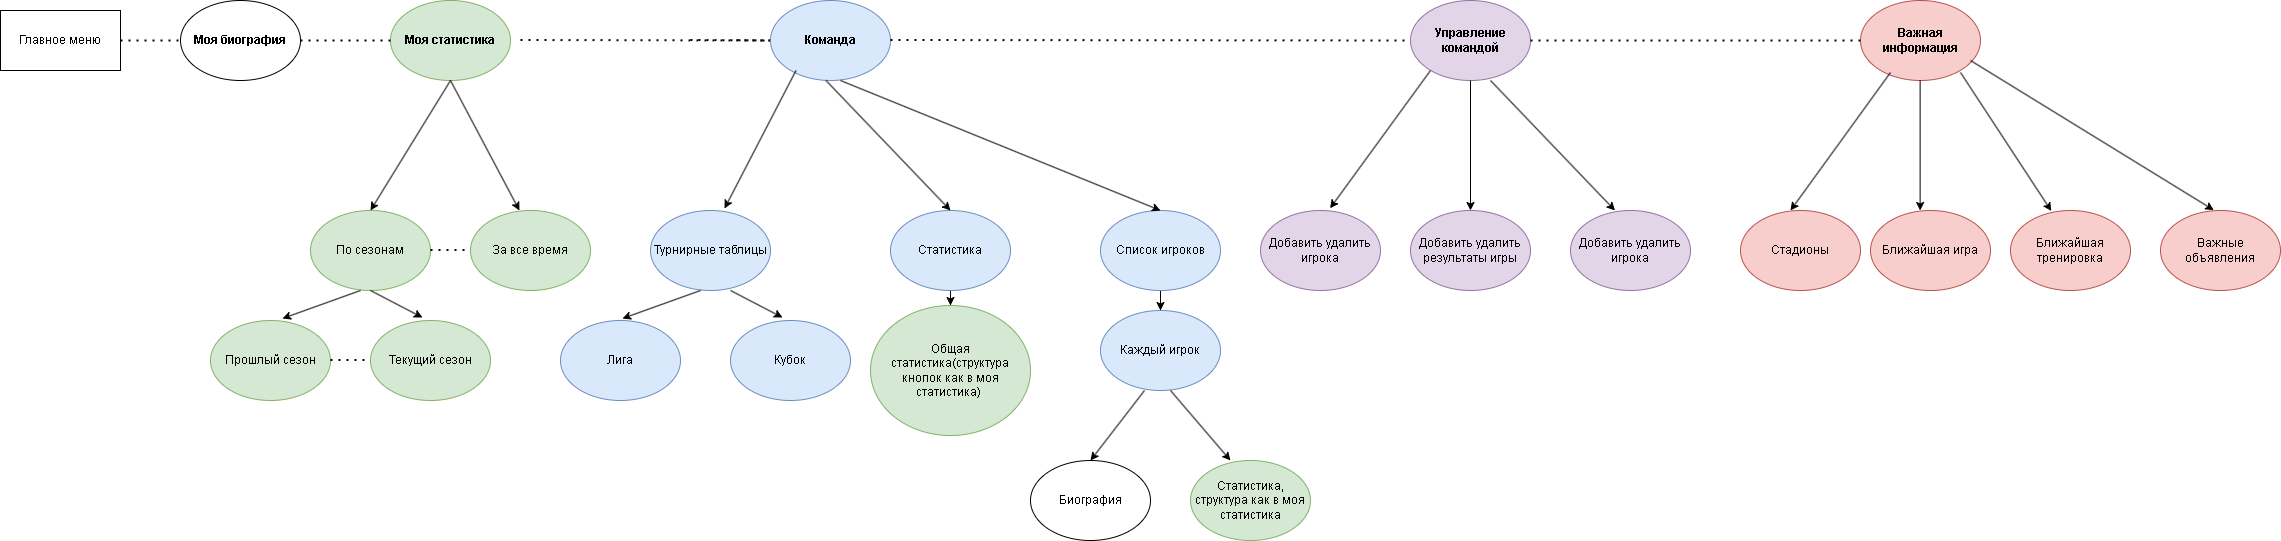 Главное меню
Моя биография
Моя статистика
Команда
Управление
командой
Важная
информация
По сезонам
За все время
Турнирные таблицы
Статистика
Список игроков
Добавить удалить
игрока
Добавить удалить
результаты игры
Добавить удалить
игрока
Стадионы
Ближайшая игра
Ближайшая
тренировка
Важные
объявления
Прошлый сезон
Текущий сезон
Лига
Кубок
Общая
статистика(структура
кнопок как в моя
статистика)
Каждый игрок
Биография
Статистика,
структура как в моя
статистика